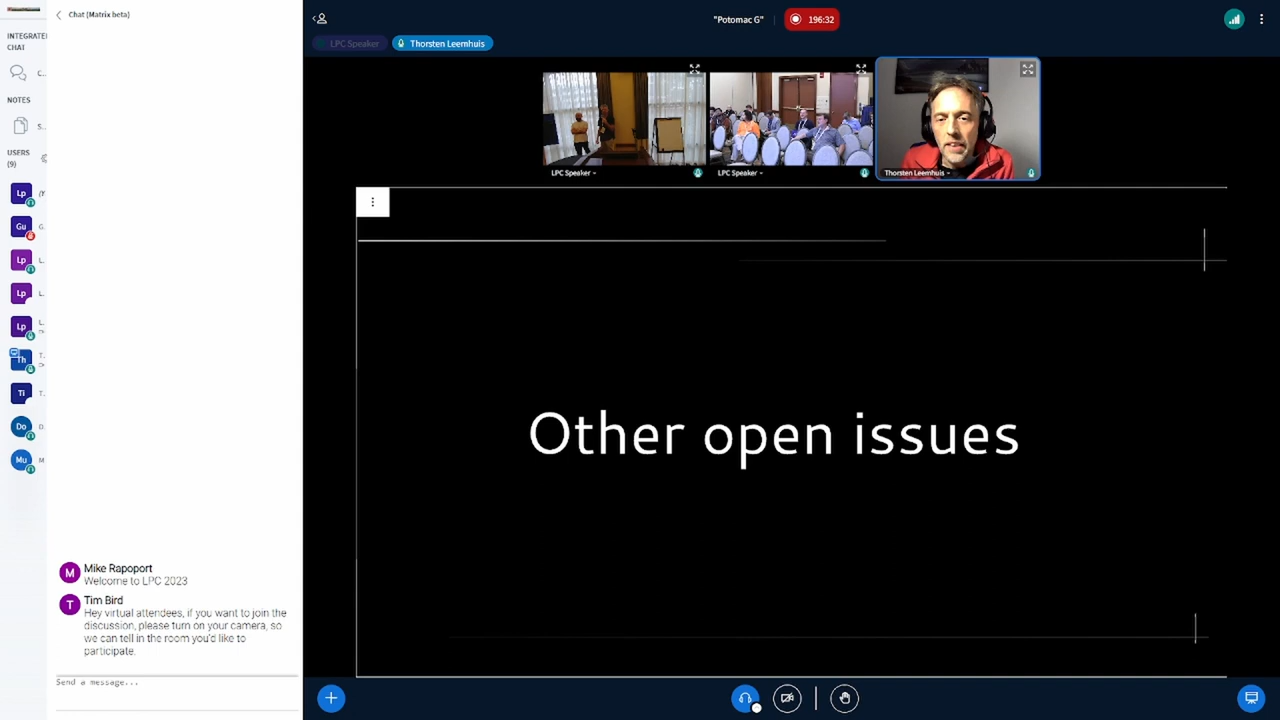 Chat [Matrix beta]
INTEGRATE
CHAT
C...
NOTES
S...
USERS
(9)
Lp
Gu
G.
Lp
L.
Lp
L.
Lp
L.
Th
T.
Ti
T.
Do
D.
Mu
M
M
Mike Rapoport
Welcome to LPC 2023
T
Tim Bird
Hey virtual attendees, if you want to join the
discussion, please turn on your camera, so
we can tell in the room you'd like to
participate.
Send a message...
"Potomac G"
196:32
LPC Speaker
Thorsten Leemhuis
LPC Speaker
LPC Speaker
Thorsten Leemhuis
Other open issues